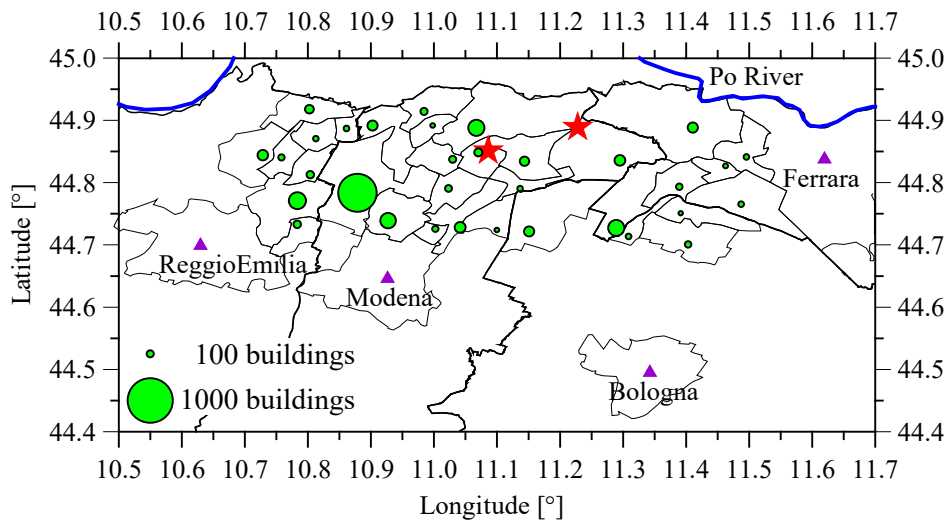 10.5 10.6 10.7 10.8 10.9 11.0 11.1 11.2 11.3 11.4 11.5 11.6 11.7
45.0 45.0
Po River
44.9 44.9
Ferrara
44.8 44.8
44.7 44.7
ReggioEmilia
Modena
44.6 44.6
100 buildings
44.5 44.5
Bologna
1000 buildings
44.4 44.4
10.5 10.6 10.7 10.8 10.9 11.0 11.1 11.2 11.3 11.4 11.5 11.6 11.7
Latitude [°]
Longitude [°]